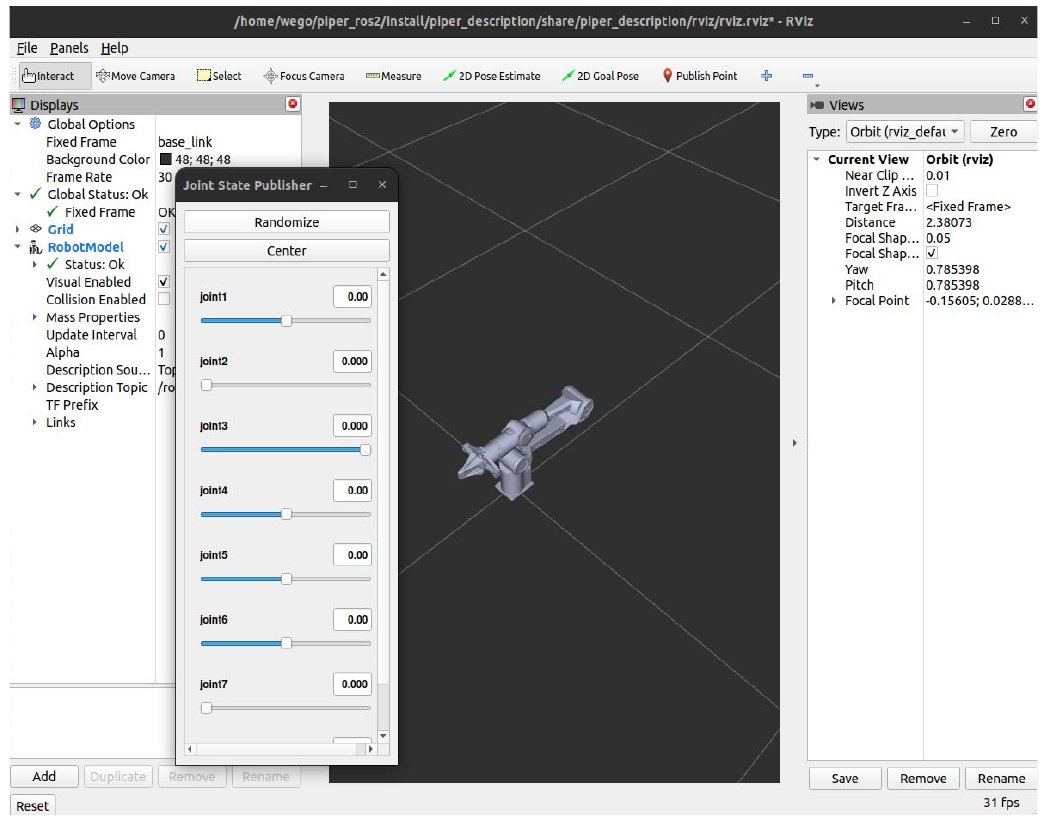 /home/wego/piper_ros2/install/piper_description/share/piper_description/rviz/rviz.rviz* - RViz
File Panels Help
Interact Move Camera Select Focus Camera Measure 2D Pose Estimate 2D Goal Pose Publish Point
Displays
Global Options
Fixed Frame base_link
Background Color 48; 48; 48
Frame Rate 30
Global Status: Ok
Fixed Frame OK
Grid
RobotModel
Status: Ok
Visual Enabled
Collision Enabled
Mass Properties
Update Interval 0
Alpha 1
Description Sou... Top
Description Topic /ro
TF Prefix
Links
Add Duplicate Remove Rename
Reset
Joint State Publisher
Randomize
Center
joint1 0.00
joint2 0.000
joint3 0.000
joint4 0.00
joint5 0.00
joint6 0.00
joint7 0.000
Views
Type: Orbit (rviz_defau Zero
Current View Orbit (rviz)
Near Clip ... 0.01
Invert Z Axis
Target Fra... <Fixed Frame>
Distance 2.38073
Focal Shap... 0.05
Focal Shap...
Yaw 0.785398
Pitch 0.785398
Focal Point -0.15605; 0.0288...
Save Remove Rename
31 fps